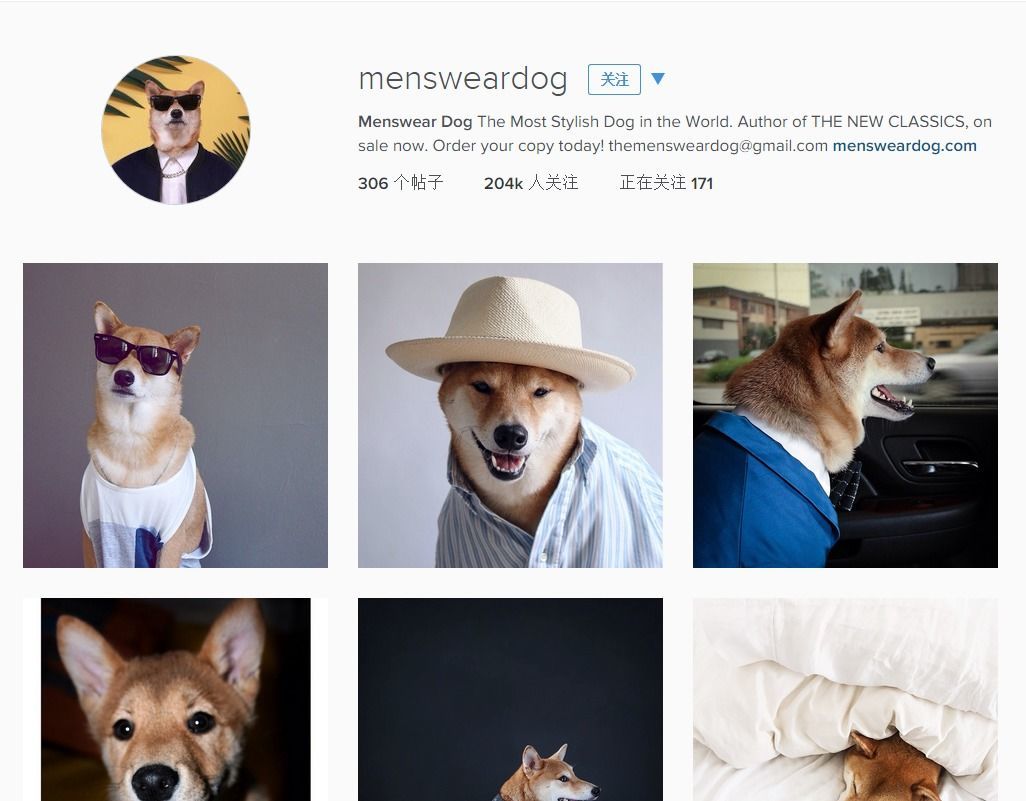 mensweardog 关注
Menswear Dog The Most Stylish Dog in the World. Author of THE NEW CLASSICS, on
sale now. Order your copy today! themensweardog@gmail.com mensweardog.com
306 个帖子 204k 人关注 正在关注 171